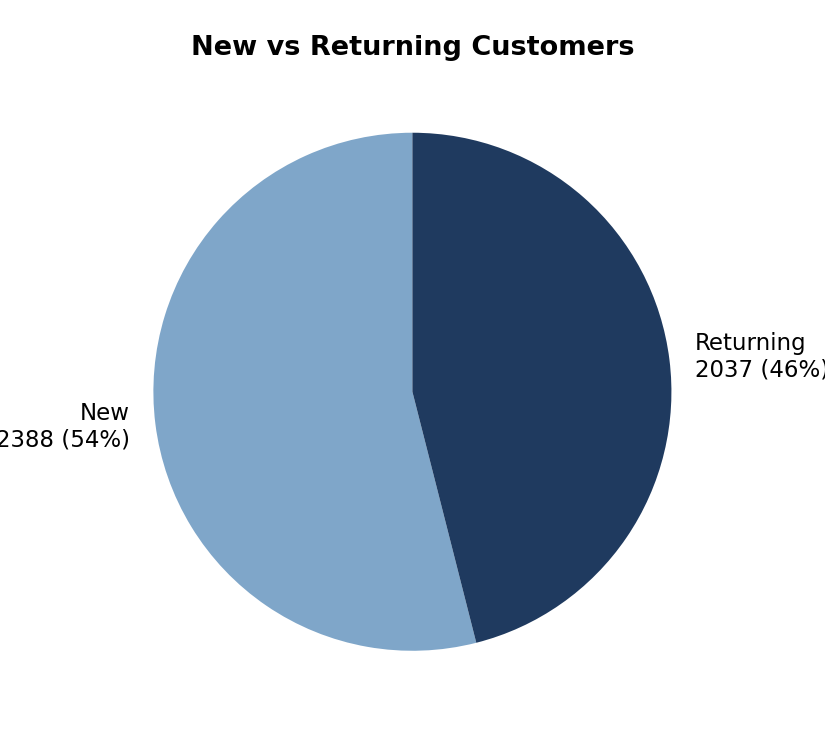 New vs Returning Customers
Returning
2037 (46%)
New
2388 (54%)